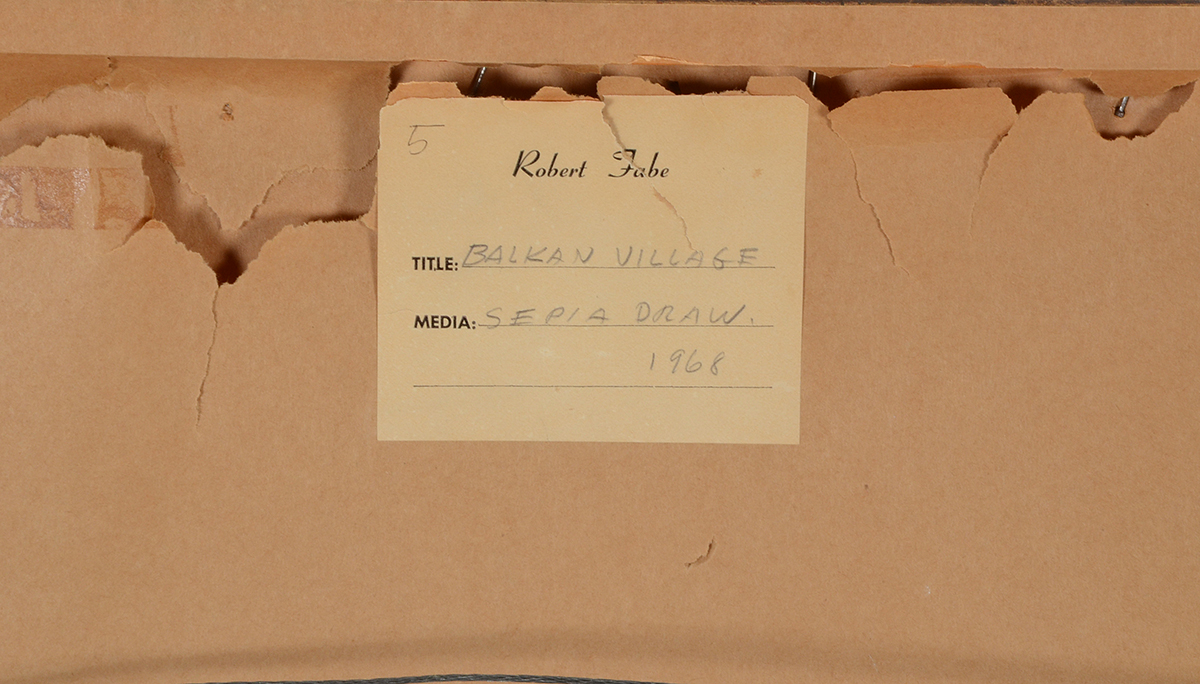 5
Robert Fabe
TITLE: BALKAN VILLAGE
MEDIA: SEPIA DRAW.
1968